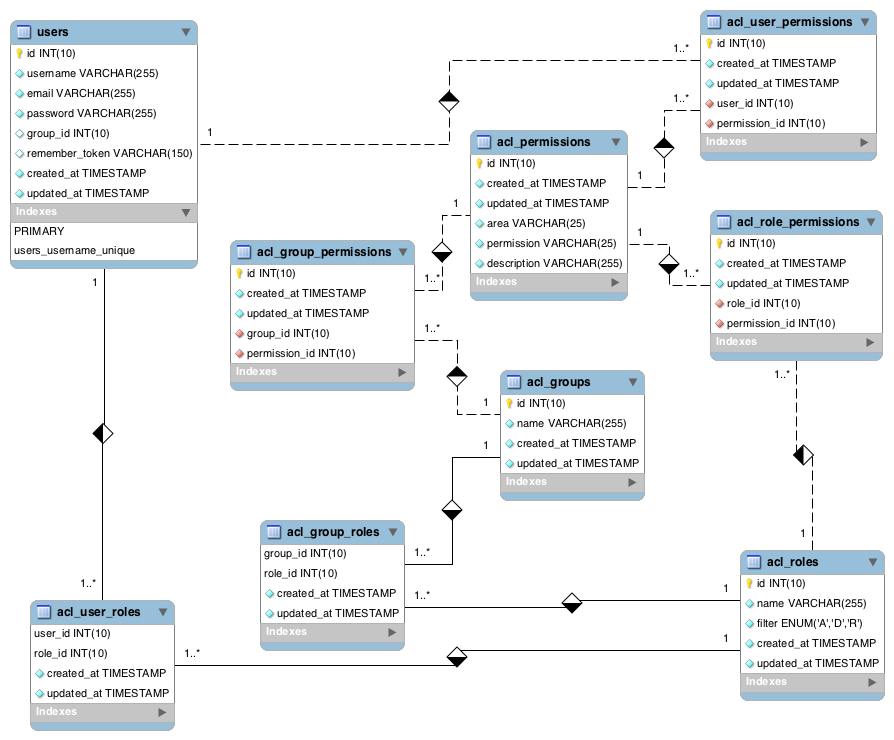 users
id INT(10)
username VARCHAR(255)
email VARCHAR(255)
password VARCHAR(255)
group_id INT(10)
remember_token VARCHAR(150)
created_at TIMESTAMP
updated_at TIMESTAMP
Indexes
PRIMARY
users_username_unique
1
1..*
1
1..*
acl_user_permissions
id INT(10)
created_at TIMESTAMP
updated_at TIMESTAMP
user_id INT(10)
permission_id INT(10)
Indexes
1..*
1
acl_permissions
id INT(10)
created_at TIMESTAMP
updated_at TIMESTAMP
area VARCHAR(25)
permission VARCHAR(25)
description VARCHAR(255)
Indexes
1
1..*
1
1..*
acl_role_permissions
id INT(10)
created_at TIMESTAMP
updated_at TIMESTAMP
role_id INT(10)
permission_id INT(10)
Indexes
1..*
1
acl_group_permissions
id INT(10)
created_at TIMESTAMP
updated_at TIMESTAMP
group_id INT(10)
permission_id INT(10)
Indexes
1..*
1
acl_groups
id INT(10)
name VARCHAR(255)
created_at TIMESTAMP
updated_at TIMESTAMP
Indexes
1
1..*
acl_group_roles
group_id INT(10)
role_id INT(10)
created_at TIMESTAMP
updated_at TIMESTAMP
Indexes
1..*
1
acl_roles
id INT(10)
name VARCHAR(255)
filter ENUM('A','D','R')
created_at TIMESTAMP
updated_at TIMESTAMP
Indexes
acl_user_roles
user_id INT(10)
role_id INT(10)
created_at TIMESTAMP
updated_at TIMESTAMP
Indexes
1..*
1